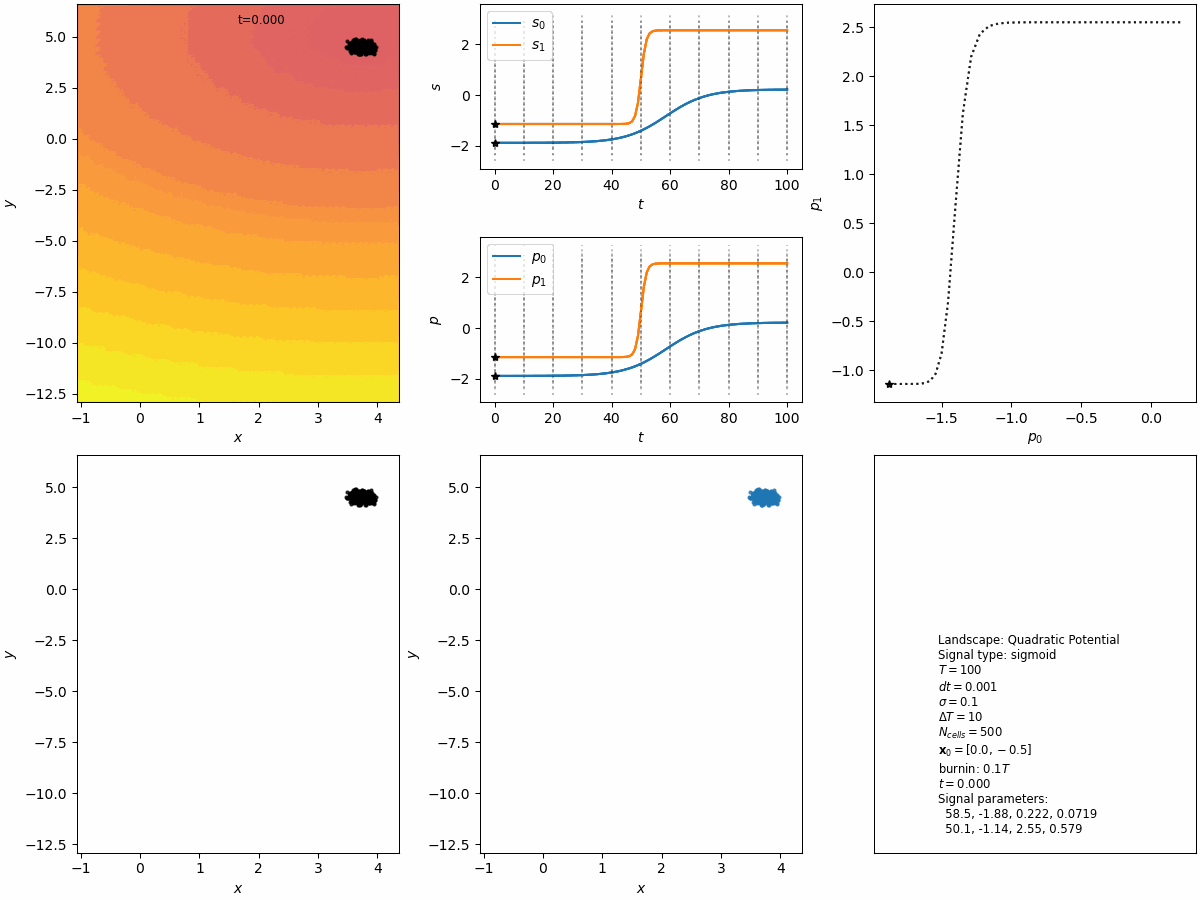 t=0.000
5.0
2.5
0.0
−2.5
−5.0
−7.5
−10.0
−12.5
y
−1
0
1
2
3
4
x
s₀
s₁
2
0
−2
s
0
20
40
60
80
100
t
p₀
p₁
2
0
−2
p
0
20
40
60
80
100
t
2.5
2.0
1.5
1.0
0.5
0.0
−0.5
−1.0
p₁
−1.5
−1.0
−0.5
0.0
p₀
5.0
2.5
0.0
−2.5
−5.0
−7.5
−10.0
−12.5
y
−1
0
1
2
3
4
x
5.0
2.5
0.0
−2.5
−5.0
−7.5
−10.0
−12.5
y
−1
0
1
2
3
4
x
Landscape: Quadratic Potential
Signal type: sigmoid
T = 100
dt = 0.001
σ = 0.1
ΔT = 10
N_cells = 500
x₀ = [0.0, −0.5]
burnin: 0.1T
t = 0.000
Signal parameters:
58.5, -1.88, 0.222, 0.0719
50.1, -1.14, 2.55, 0.579